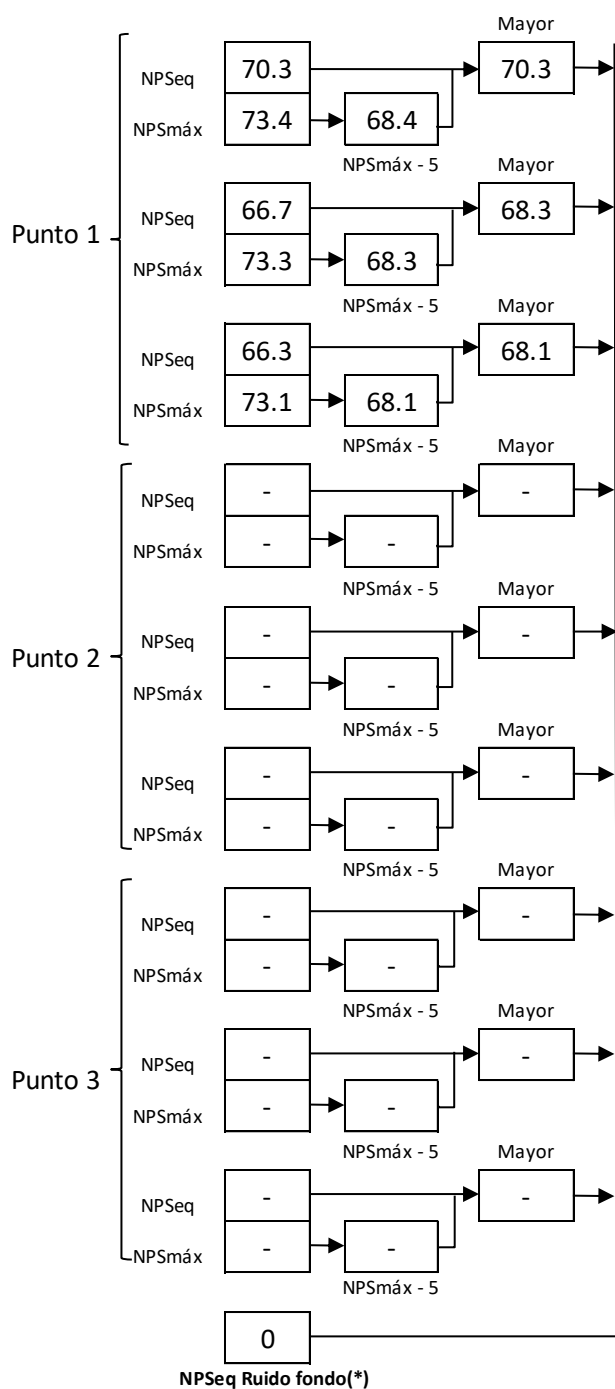 Mayor
NPSeq 70.3 70.3
NPSmáx 73.4 68.4
NPSmáx - 5
Mayor
Punto 1
NPSeq 66.7 68.3
NPSmáx 73.3 68.3
NPSmáx - 5
Mayor
NPSeq 66.3 68.1
NPSmáx 73.1 68.1
NPSmáx - 5
Mayor
NPSeq - -
NPSmáx - -
NPSmáx - 5
Mayor
Punto 2
NPSeq - -
NPSmáx - -
NPSmáx - 5
Mayor
NPSeq - -
NPSmáx - -
NPSmáx - 5
Mayor
NPSeq - -
NPSmáx - -
NPSmáx - 5
Mayor
Punto 3
NPSeq - -
NPSmáx - -
NPSmáx - 5
Mayor
NPSeq - -
NPSmáx - -
NPSmáx - 5
0
NPSeq Ruido fondo(*)